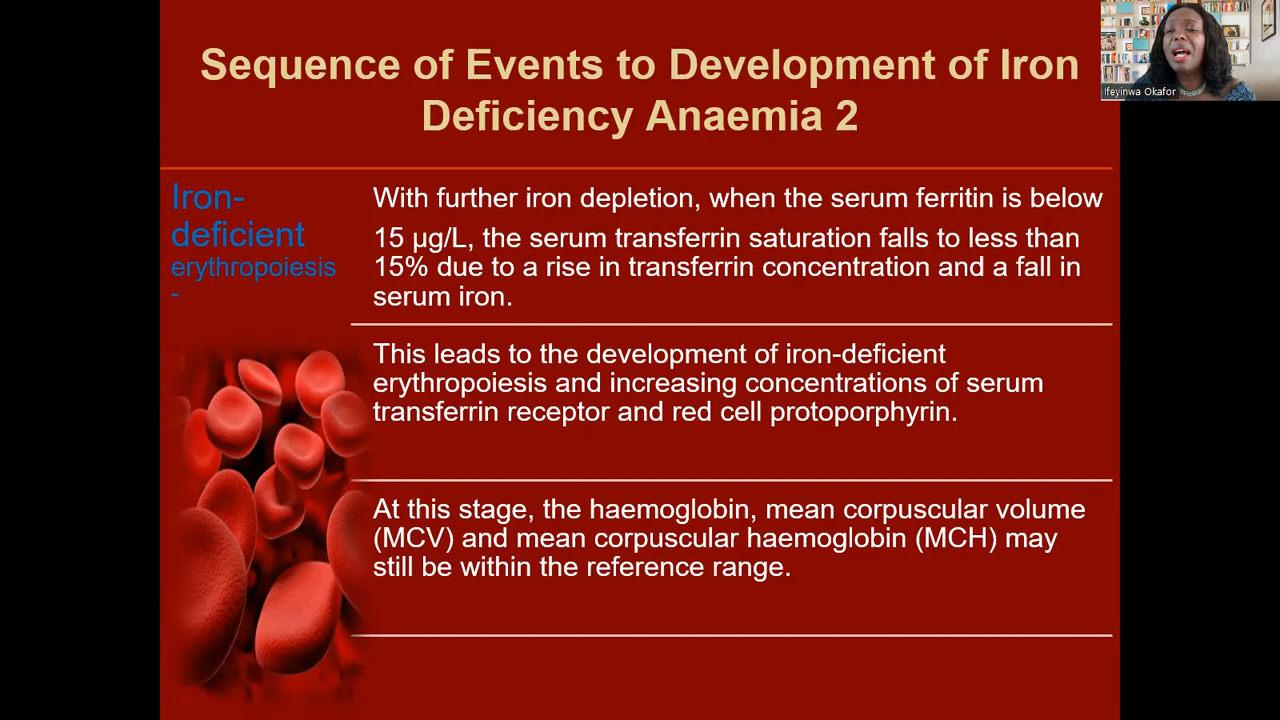 Sequence of Events to Development of Iron
Deficiency Anaemia 2
Ifeyinwa Okafor
Iron-
deficient
erythropoiesis
-
With further iron depletion, when the serum ferritin is below
15 μg/L, the serum transferrin saturation falls to less than
15% due to a rise in transferrin concentration and a fall in
serum iron.
This leads to the development of iron-deficient
erythropoiesis and increasing concentrations of serum
transferrin receptor and red cell protoporphyrin.
At this stage, the haemoglobin, mean corpuscular volume
(MCV) and mean corpuscular haemoglobin (MCH) may
still be within the reference range.